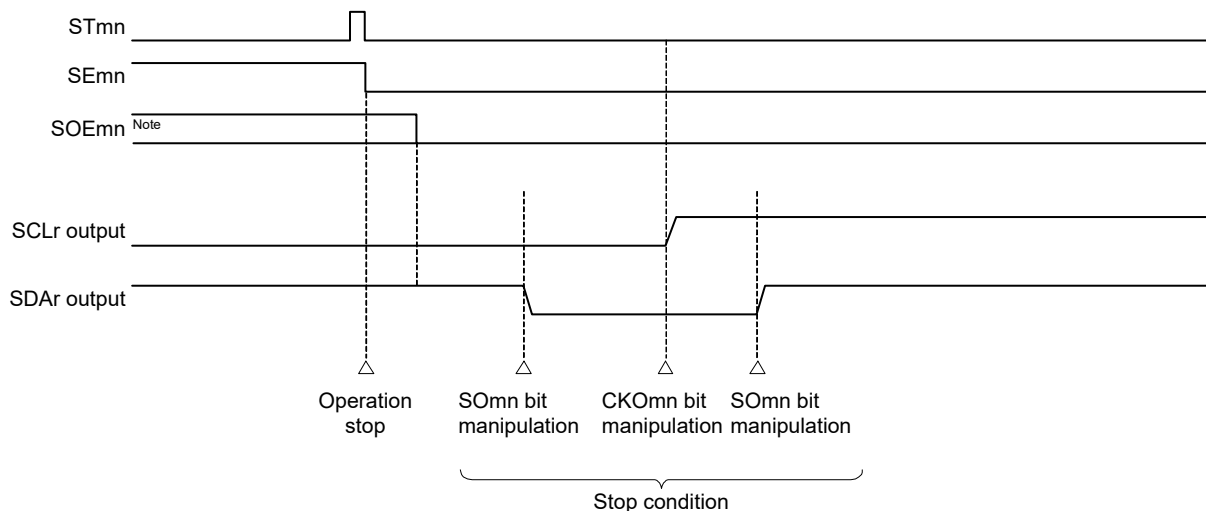 STmn
SEmn
SOEmn Note
SCLr output
SDAr output
Operation
stop
SOmn bit
manipulation
CKOmn bit
manipulation
SOmn bit
manipulation
Stop condition